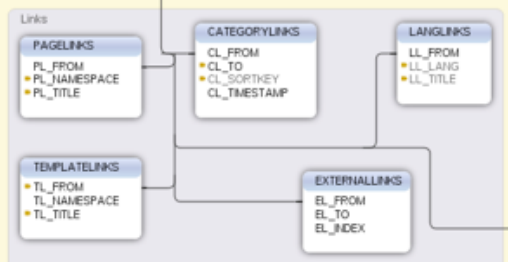 Links
PAGELINKS
PL_FROM
PL_NAMESPACE
PL_TITLE
CATEGORYLINKS
CL_FROM
CL_TO
CL_SORTKEY
CL_TIMESTAMP
LANGLINKS
LL_FROM
LL_LANG
LL_TITLE
TEMPLATELINKS
TL_FROM
TL_NAMESPACE
TL_TITLE
EXTERNALLINKS
EL_FROM
EL_TO
EL_INDEX